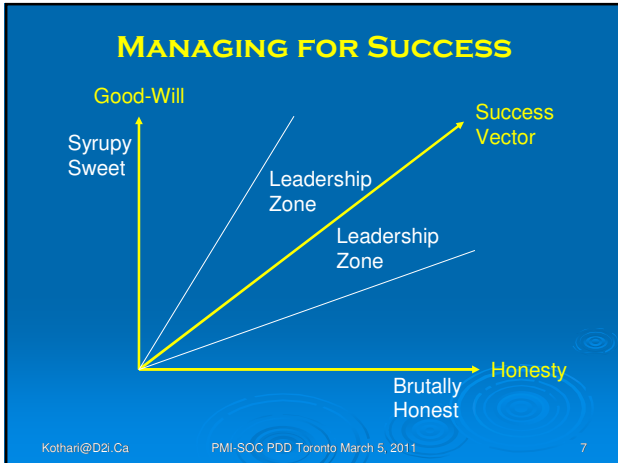 MANAGING FOR SUCCESS
Good-Will
Syrupy
Sweet
Success
Vector
Leadership
Zone
Leadership
Zone
Honesty
Brutally
Honest
Kothari@D2i.Ca PMI-SOC PDD Toronto March 5, 2011 7